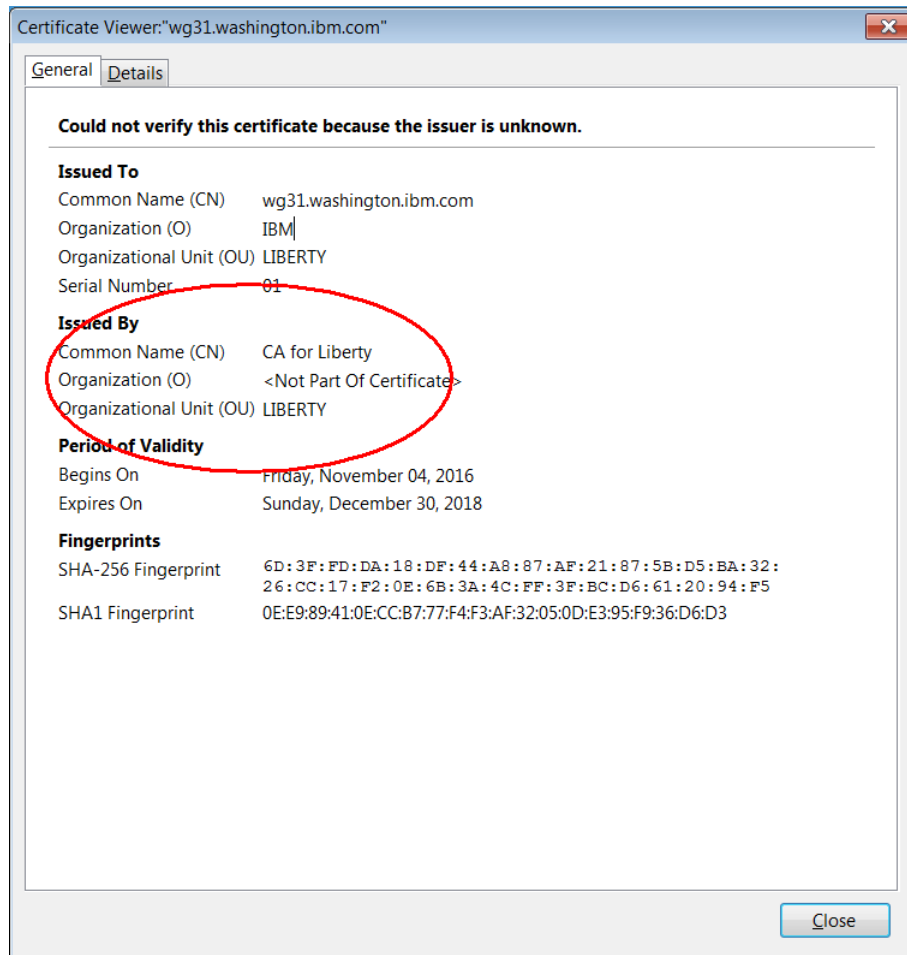 Certificate Viewer:"wg31.washington.ibm.com"
General Details
Could not verify this certificate because the issuer is unknown.
Issued To
Common Name (CN) wg31.washington.ibm.com
Organization (O) IBM
Organizational Unit (OU) LIBERTY
Serial Number 01
Issued By
Common Name (CN) CA for Liberty
Organization (O) <Not Part Of Certificate>
Organizational Unit (OU) LIBERTY
Period of Validity
Begins On Friday, November 04, 2016
Expires On Sunday, December 30, 2018
Fingerprints
SHA-256 Fingerprint 6D:3F:FD:DA:18:DF:44:A8:87:AF:21:87:5B:D5:BA:32:
26:CC:17:F2:0E:6B:3A:4C:FF:3F:BC:D6:61:20:94:F5
SHA1 Fingerprint 0E:E9:89:41:0E:CC:B7:77:F4:F3:AF:32:05:0D:E3:95:F9:36:D6:D3
Close